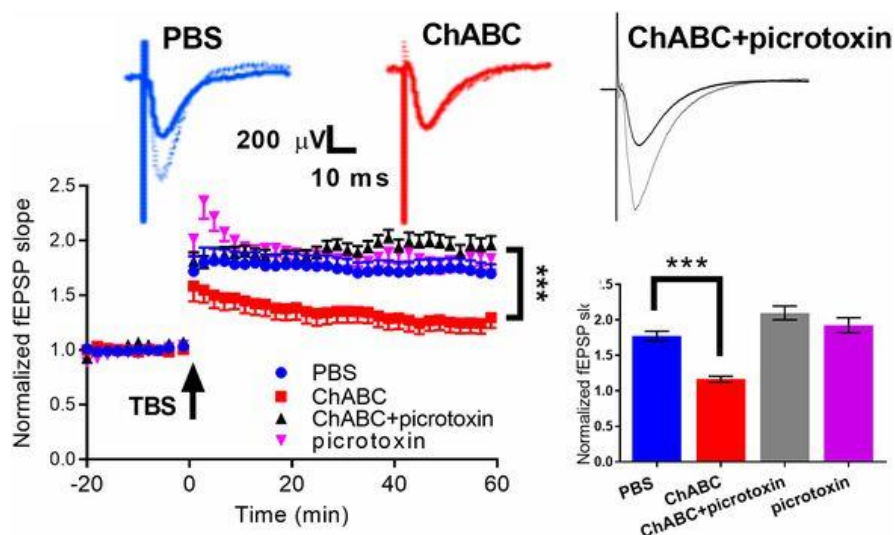 PBS
ChABC
ChABC+picrotoxin
200 μV
10 ms
Normalized fEPSP slope
2.5
2.0
1.5
1.0
0.5
0.0
-20
0
20
40
60
Time (min)
TBS
***
PBS
ChABC
ChABC+picrotoxin
picrotoxin
Normalized fEPSP slo
2.0
1.5
1.0
0.5
0.0
***
PBS
ChABC
ChABC+picrotoxin
picrotoxin